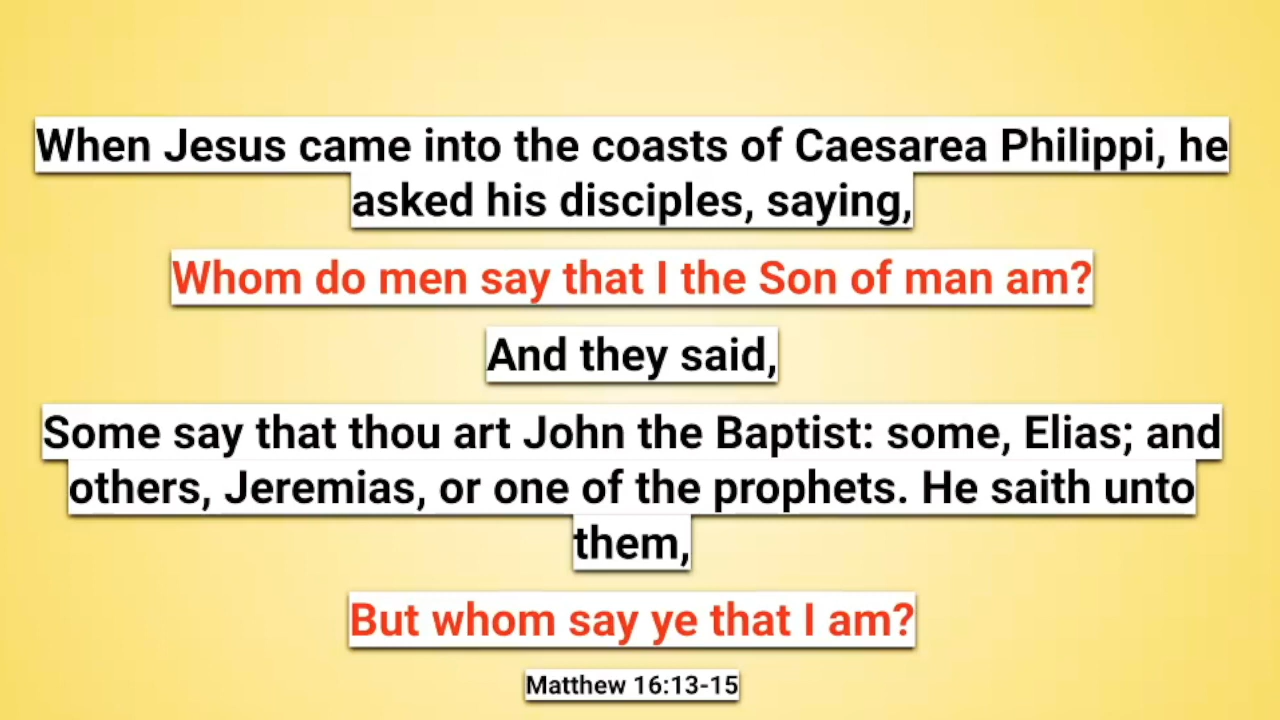 When Jesus came into the coasts of Caesarea Philippi, he
asked his disciples, saying,
Whom do men say that I the Son of man am?
And they said,
Some say that thou art John the Baptist: some, Elias; and
others, Jeremias, or one of the prophets. He saith unto
them,
But whom say ye that I am?
Matthew 16:13-15